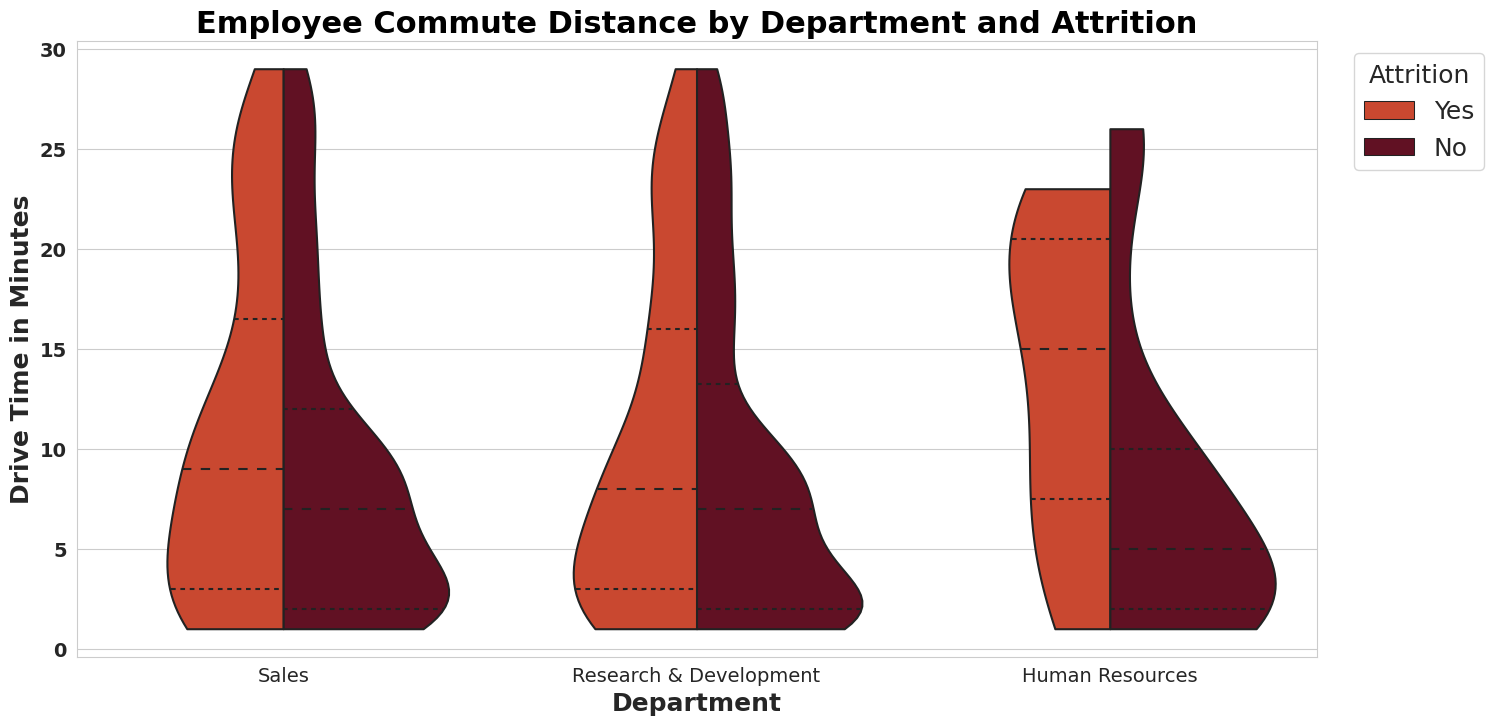 Employee Commute Distance by Department and Attrition
30
25
20
15
10
5
0
Drive Time in Minutes
Sales
Research & Development
Human Resources
Department
Attrition
Yes
No